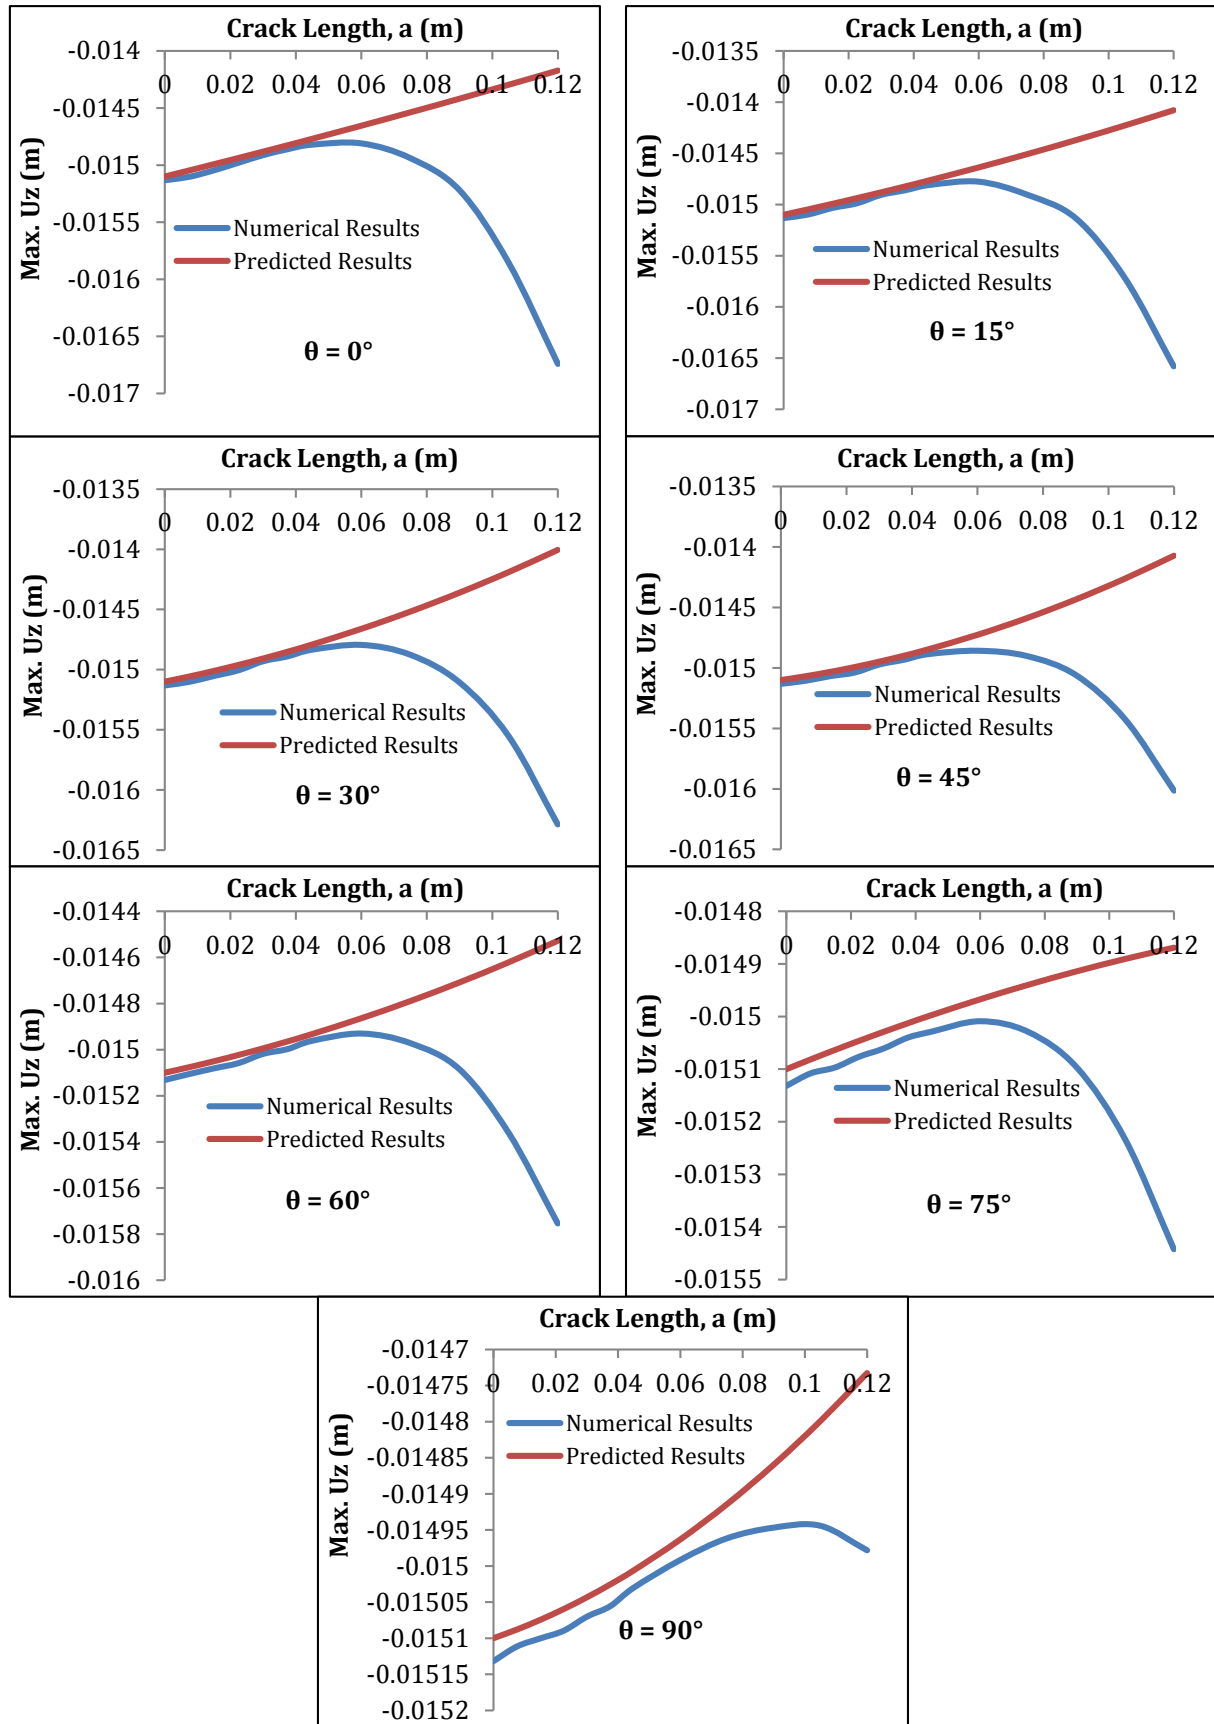 Crack Length, a (m)
-0.014
0 0.02 0.04 0.06 0.08 0.1 0.12
-0.0145
-0.015
-0.0155
-0.016
-0.0165
-0.017
Max. Uz (m)
Numerical Results
Predicted Results
θ = 0°
Crack Length, a (m)
-0.0135
0 0.02 0.04 0.06 0.08 0.1 0.12
-0.014
-0.0145
-0.015
-0.0155
-0.016
-0.0165
-0.017
Max. Uz (m)
Numerical Results
Predicted Results
θ = 15°
Crack Length, a (m)
-0.0135
0 0.02 0.04 0.06 0.08 0.1 0.12
-0.014
-0.0145
-0.015
-0.0155
-0.016
-0.0165
Max. Uz (m)
Numerical Results
Predicted Results
θ = 30°
Crack Length, a (m)
-0.0135
0 0.02 0.04 0.06 0.08 0.1 0.12
-0.014
-0.0145
-0.015
-0.0155
-0.016
-0.0165
Max. Uz (m)
Numerical Results
Predicted Results
θ = 45°
Crack Length, a (m)
-0.0144
0 0.02 0.04 0.06 0.08 0.1 0.12
-0.0146
-0.0148
-0.015
-0.0152
-0.0154
-0.0156
-0.0158
-0.016
Max. Uz (m)
Numerical Results
Predicted Results
θ = 60°
Crack Length, a (m)
-0.0148
0 0.02 0.04 0.06 0.08 0.1 0.12
-0.0149
-0.015
-0.0151
-0.0152
-0.0153
-0.0154
-0.0155
Max. Uz (m)
Numerical Results
Predicted Results
θ = 75°
Crack Length, a (m)
-0.0147
0 0.02 0.04 0.06 0.08 0.1 0.12
-0.01475
-0.0148
-0.01485
-0.0149
-0.01495
-0.015
-0.01505
-0.0151
-0.01515
-0.0152
Max. Uz (m)
Numerical Results
Predicted Results
θ = 90°